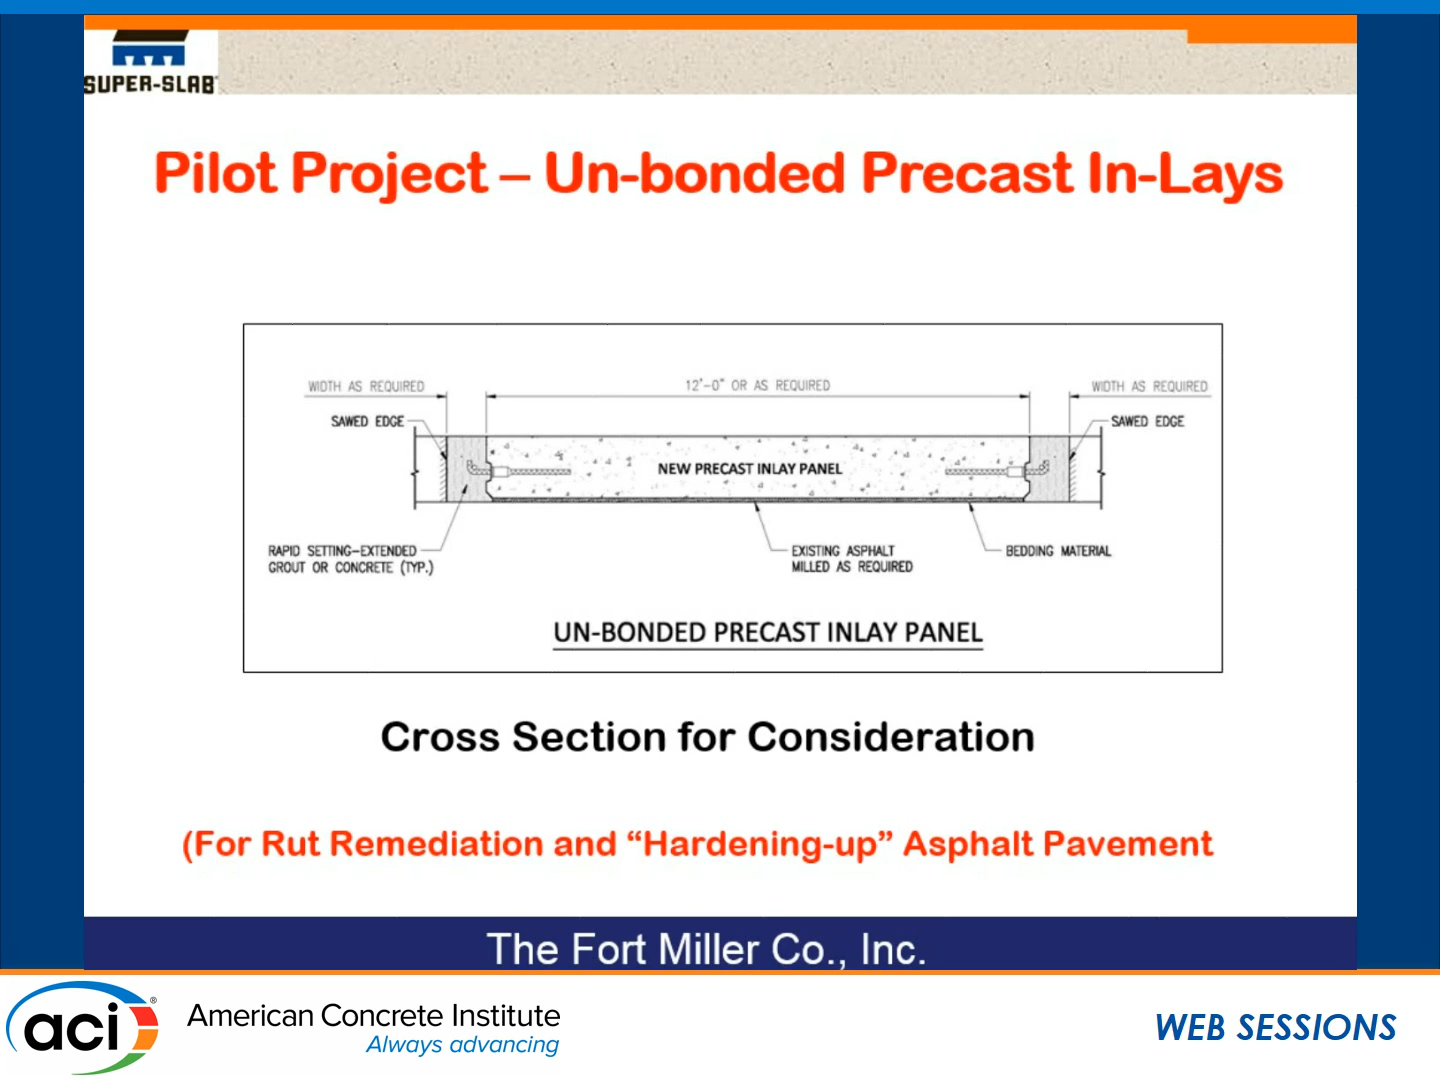 SUPER-SLAB
Pilot Project – Un-bonded Precast In-Lays
WIDTH AS REQUIRED
12'-0" OR AS REQUIRED
WIDTH AS REQUIRED
SAWED EDGE
SAWED EDGE
NEW PRECAST INLAY PANEL
RAPID SETTING-EXTENDED
GROUT OR CONCRETE (TYP.)
EXISTING ASPHALT
MILLED AS REQUIRED
BEDDING MATERIAL
UN-BONDED PRECAST INLAY PANEL
Cross Section for Consideration
(For Rut Remediation and “Hardening-up” Asphalt Pavement
The Fort Miller Co., Inc.
aci®
American Concrete Institute
Always advancing
WEB SESSIONS